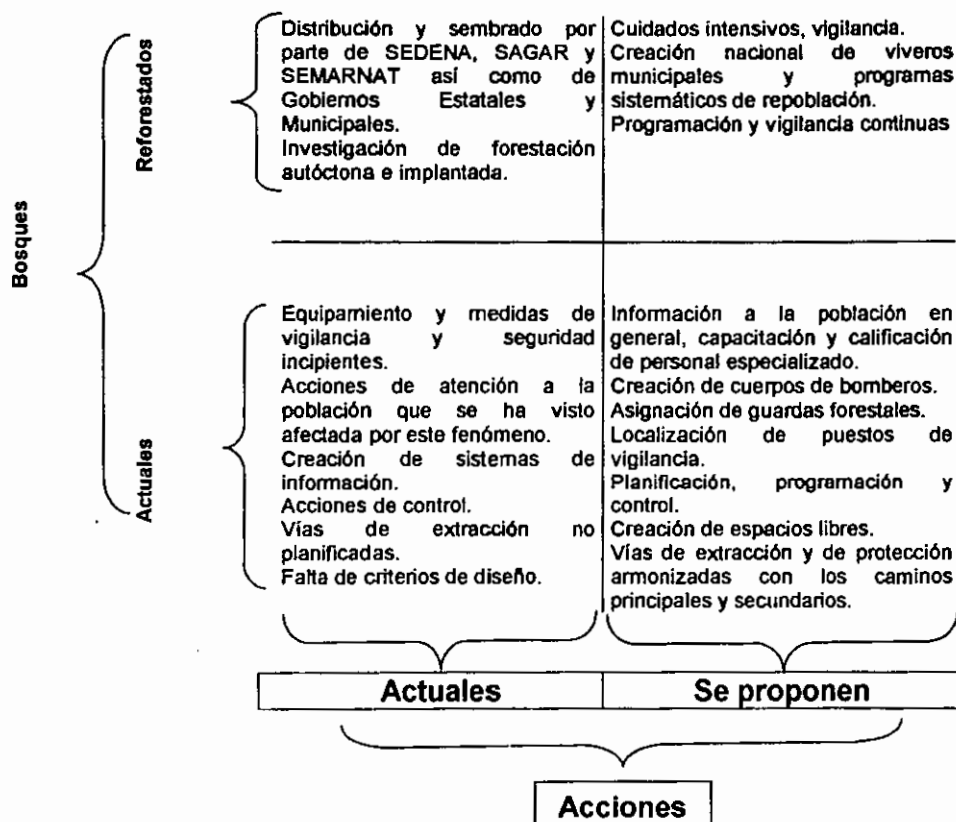 Bosques
Reforestados
Distribución y sembrado por
parte de SEDENA, SAGAR y
SEMARNAT así como de
Gobiernos Estatales y
Municipales.
Investigación de forestación
autóctona e implantada.
Cuidados intensivos, vigilancia.
Creación nacional de viveros
municipales y programas
sistemáticos de repoblación.
Programación y vigilancia continuas
Actuales
Equipamiento y medidas de
vigilancia y seguridad
incipientes.
Acciones de atención a la
población que se ha visto
afectada por este fenómeno.
Creación de sistemas de
información.
Acciones de control.
Vías de extracción no
planificadas.
Falta de criterios de diseño.
Información a la población en
general, capacitación y calificación
de personal especializado.
Creación de cuerpos de bomberos.
Asignación de guardas forestales.
Localización de puestos de
vigilancia.
Planificación, programación y
control.
Creación de espacios libres.
Vías de extracción y de protección
armonizadas con los caminos
principales y secundarios.
Actuales
Se proponen
Acciones